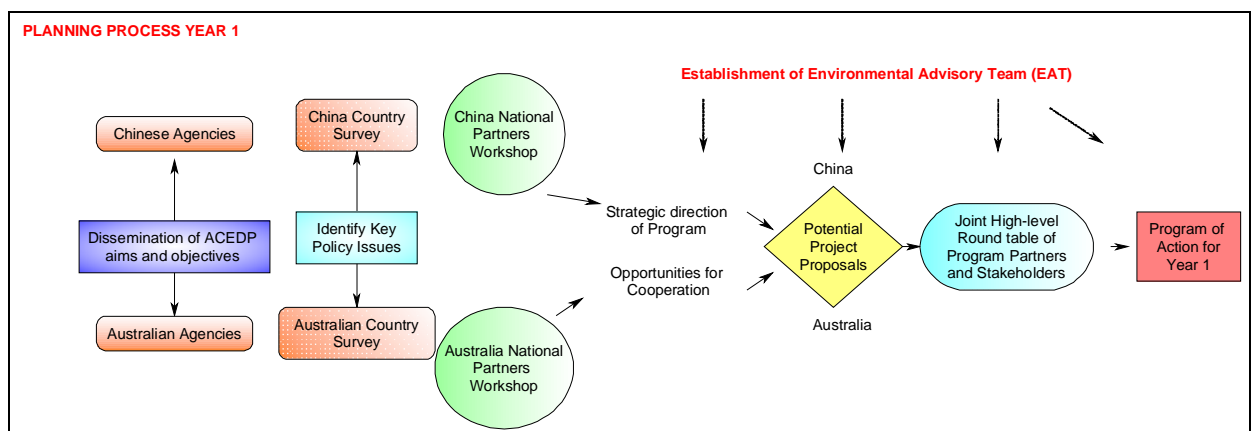 PLANNING PROCESS YEAR 1
Establishment of Environmental Advisory Team (EAT)
Chinese Agencies
Dissemination of ACEDP
aims and objectives
Australian Agencies
China Country
Survey
Identify Key
Policy Issues
Australian Country
Survey
China National
Partners
Workshop
Australia National
Partners
Workshop
Strategic direction
of Program
Opportunities for
Cooperation
China
Potential
Project
Proposals
Australia
Joint High-level
Round table of
Program Partners
and Stakeholders
Program of
Action for
Year 1